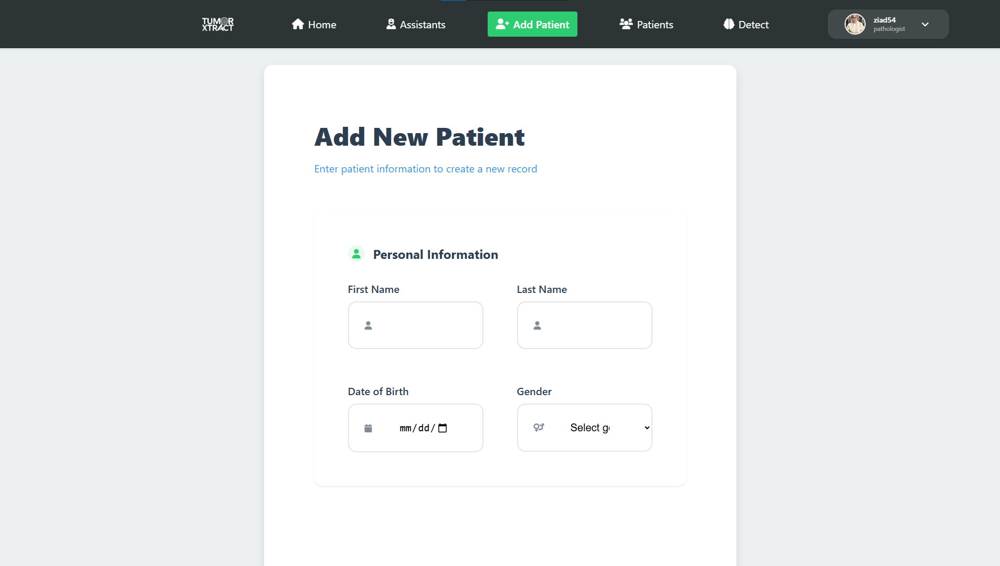 TUMOR
XTRACT
Home
Assistants
Add Patient
Patients
Detect
ziad54
pathologist
Add New Patient
Enter patient information to create a new record
Personal Information
First Name
Last Name
Date of Birth
Gender
mm/dd/
Select ge